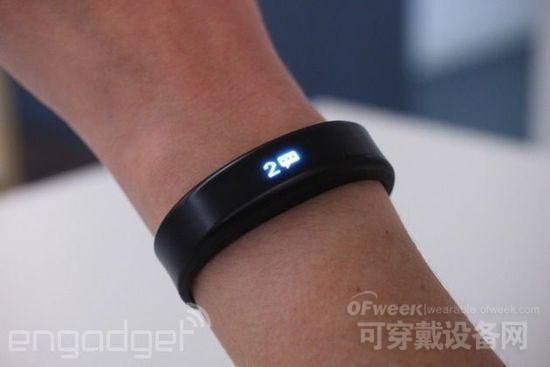 2
engadget
OFweek|wearable.ofweek.com
可穿戴设备网